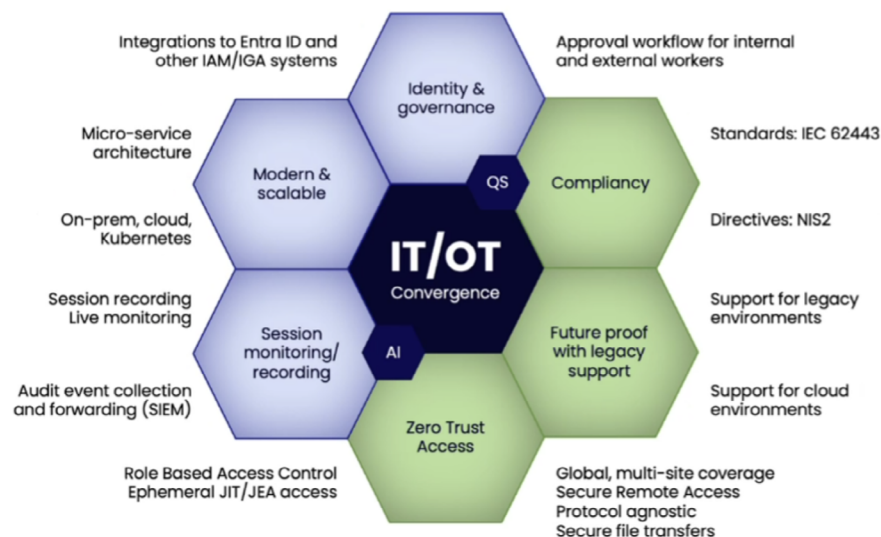 Integrations to Entra ID and
other IAM/IGA systems
Approval workflow for internal
and external workers
Identity &
governance
Micro-service
architecture
Modern &
scalable
QS
Compliancy
Standards: IEC 62443
On-prem, cloud,
Kubernetes
Directives: NIS2
IT/OT
Convergence
Session recording
Live monitoring
Session
monitoring/
recording
AI
Future proof
with legacy
support
Support for legacy
environments
Audit event collection
and forwarding (SIEM)
Support for cloud
environments
Zero Trust
Access
Role Based Access Control
Ephemeral JIT/JEA access
Global, multi-site coverage
Secure Remote Access
Protocol agnostic
Secure file transfers